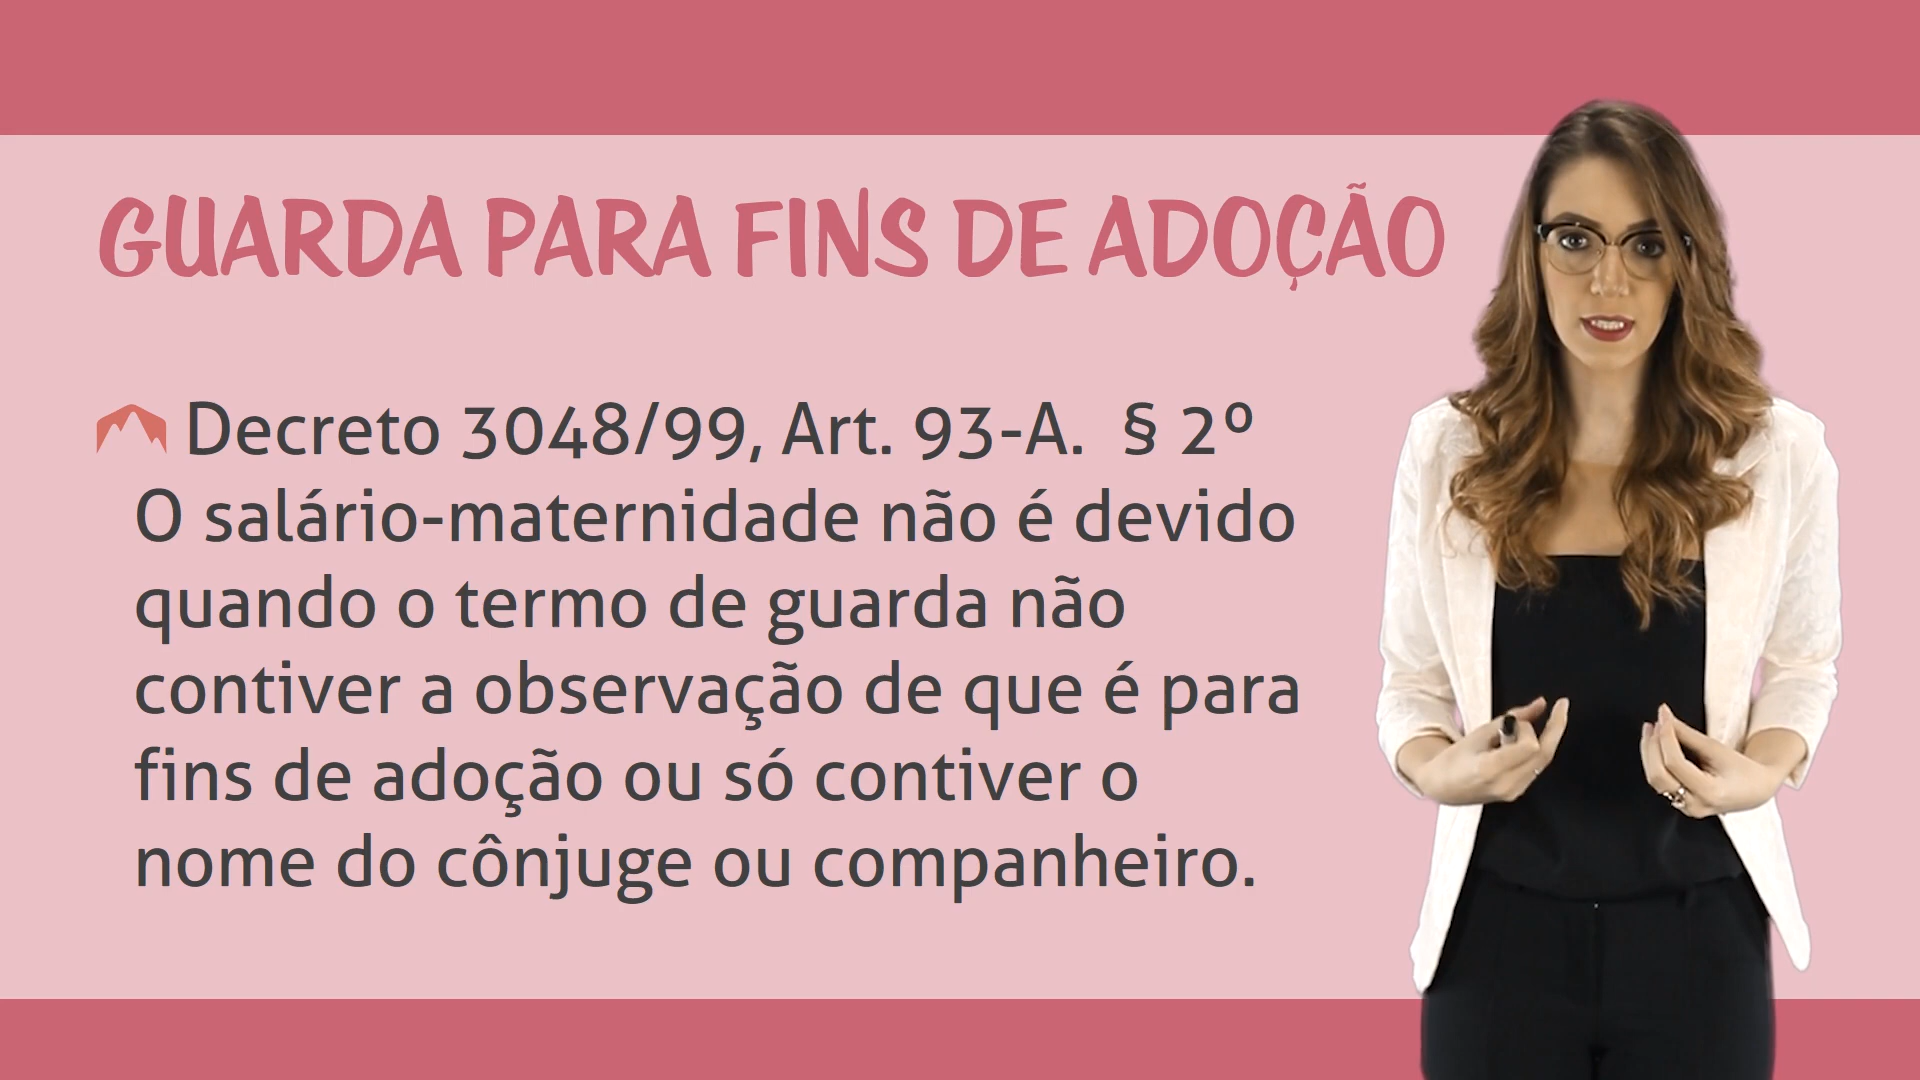 GUARDA PARA FINS DE ADOÇÃO
Decreto 3048/99, Art. 93-A. § 2º
O salário-maternidade não é devido
quando o termo de guarda não
contiver a observação de que é para
fins de adoção ou só contiver o
nome do cônjuge ou companheiro.